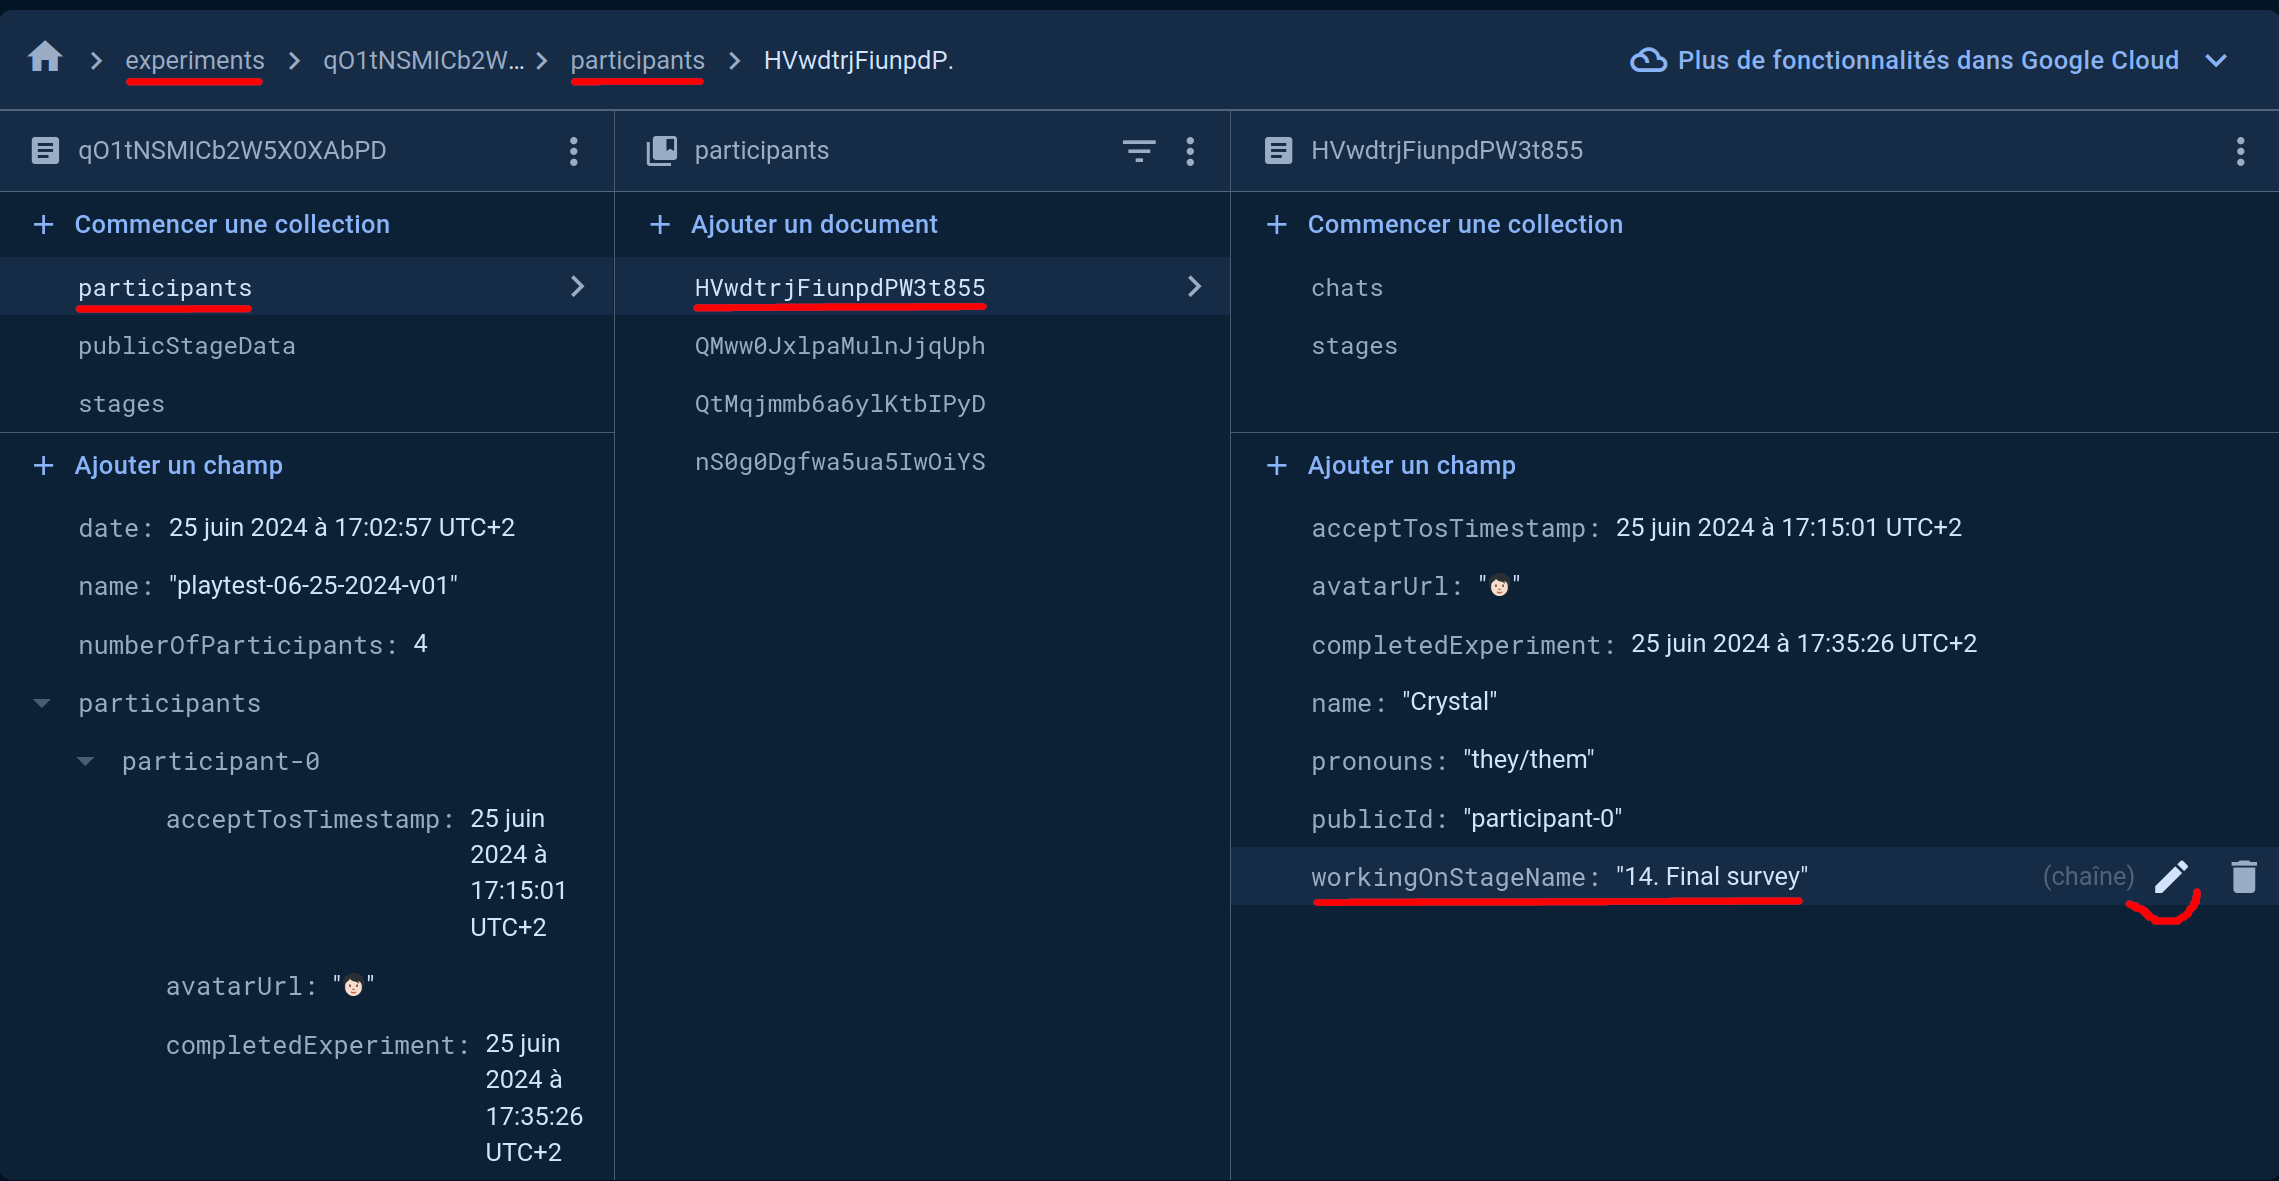 experiments > qO1tNSMICb2W... > participants > HVwdtrjFiunpdP.
Plus de fonctionnalités dans Google Cloud
qO1tNSMICb2W5X0XAbPD
Commencer une collection
participants
publicStageData
stages
Ajouter un champ
date: 25 juin 2024 à 17:02:57 UTC+2
name: "playtest-06-25-2024-v01"
numberOfParticipants: 4
participants
participant-0
acceptTosTimestamp: 25 juin
2024 à
17:15:01
UTC+2
avatarUrl: "🧑🏻"
completedExperiment: 25 juin
2024 à
17:35:26
UTC+2
participants
Ajouter un document
HVwdtrjFiunpdPW3t855
QMww0JxlpaMulnJjqUph
QtMqjmmb6a6ylKtbIPyD
nS0g0Dgfwa5ua5IwOiYS
HVwdtrjFiunpdPW3t855
Commencer une collection
chats
stages
Ajouter un champ
acceptTosTimestamp: 25 juin 2024 à 17:15:01 UTC+2
avatarUrl: "🧑🏻"
completedExperiment: 25 juin 2024 à 17:35:26 UTC+2
name: "Crystal"
pronouns: "they/them"
publicId: "participant-0"
workingOnStageName: "14. Final survey" (chaîne)